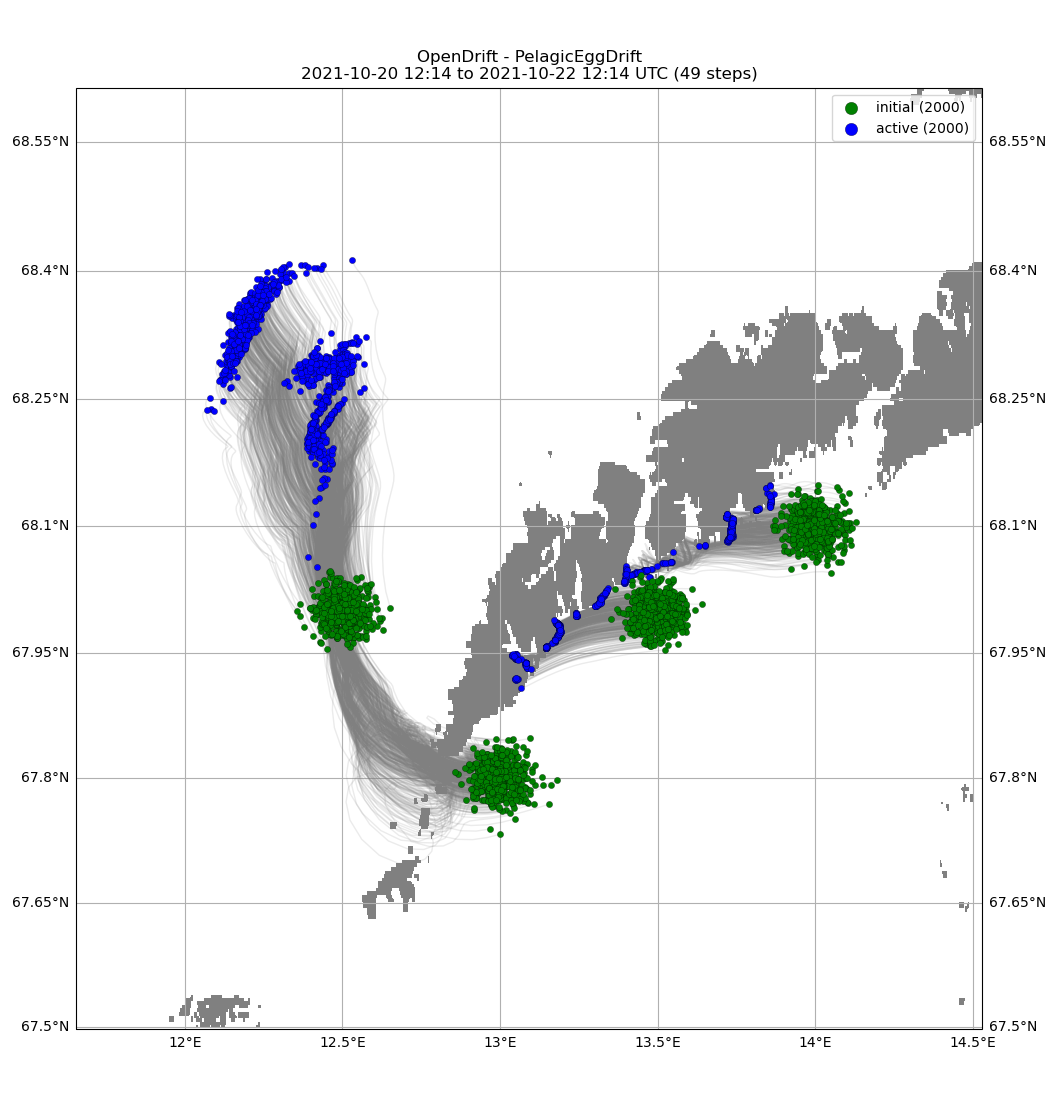 OpenDrift - PelagicEggDrift
2021-10-20 12:14 to 2021-10-22 12:14 UTC (49 steps)
initial (2000)
active (2000)
68.55°N
68.55°N
68.4°N
68.4°N
68.25°N
68.25°N
68.1°N
68.1°N
67.95°N
67.95°N
67.8°N
67.8°N
67.65°N
67.65°N
67.5°N
67.5°N
12°E
12.5°E
13°E
13.5°E
14°E
14.5°E